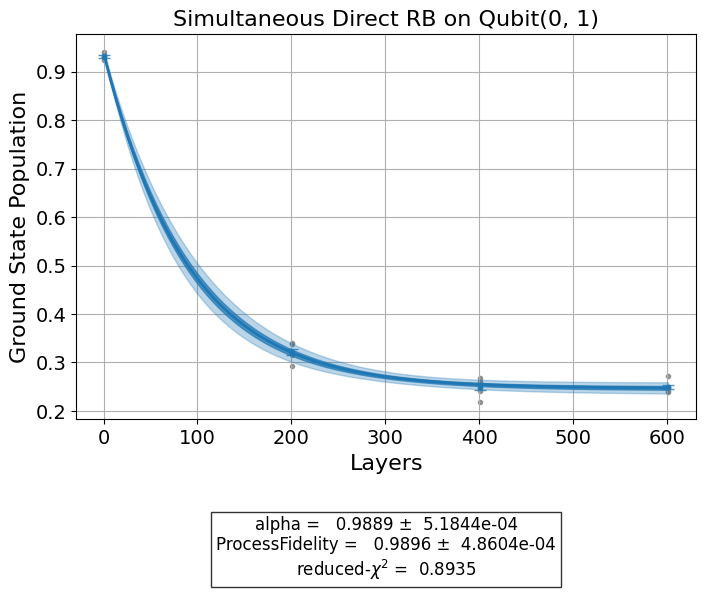 Simultaneous Direct RB on Qubit(0, 1)
Ground State Population
0.9
0.8
0.7
0.6
0.5
0.4
0.3
0.2
0 100 200 300 400 500 600
Layers
alpha = 0.9889 ± 5.1844e-04
ProcessFidelity = 0.9896 ± 4.8604e-04
reduced-χ² = 0.8935